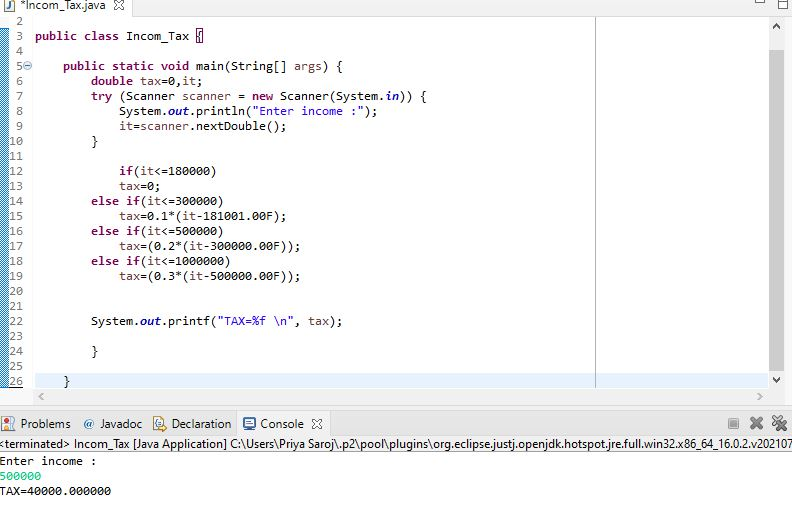 *Incom_Tax.java
2
3 public class Incom_Tax {
4
5 public static void main(String[] args) {
6 double tax=0,it;
7 try (Scanner scanner = new Scanner(System.in)) {
8 System.out.println("Enter income :");
9 it=scanner.nextDouble();
10 }
11
12 if(it<=180000)
13 tax=0;
14 else if(it<=300000)
15 tax=0.1*(it-181001.00F);
16 else if(it<=500000)
17 tax=(0.2*(it-300000.00F));
18 else if(it<=1000000)
19 tax=(0.3*(it-500000.00F));
20
21
22 System.out.printf("TAX=%f \n", tax);
23
24 }
25
26 }
Problems @ Javadoc Declaration Console
<terminated> Incom_Tax [Java Application] C:\Users\Priya Saroj\.p2\pool\plugins\org.eclipse.justj.openjdk.hotspot.jre.full.win32.x86_64_16.0.2.v202107
Enter income :
500000
TAX=40000.000000